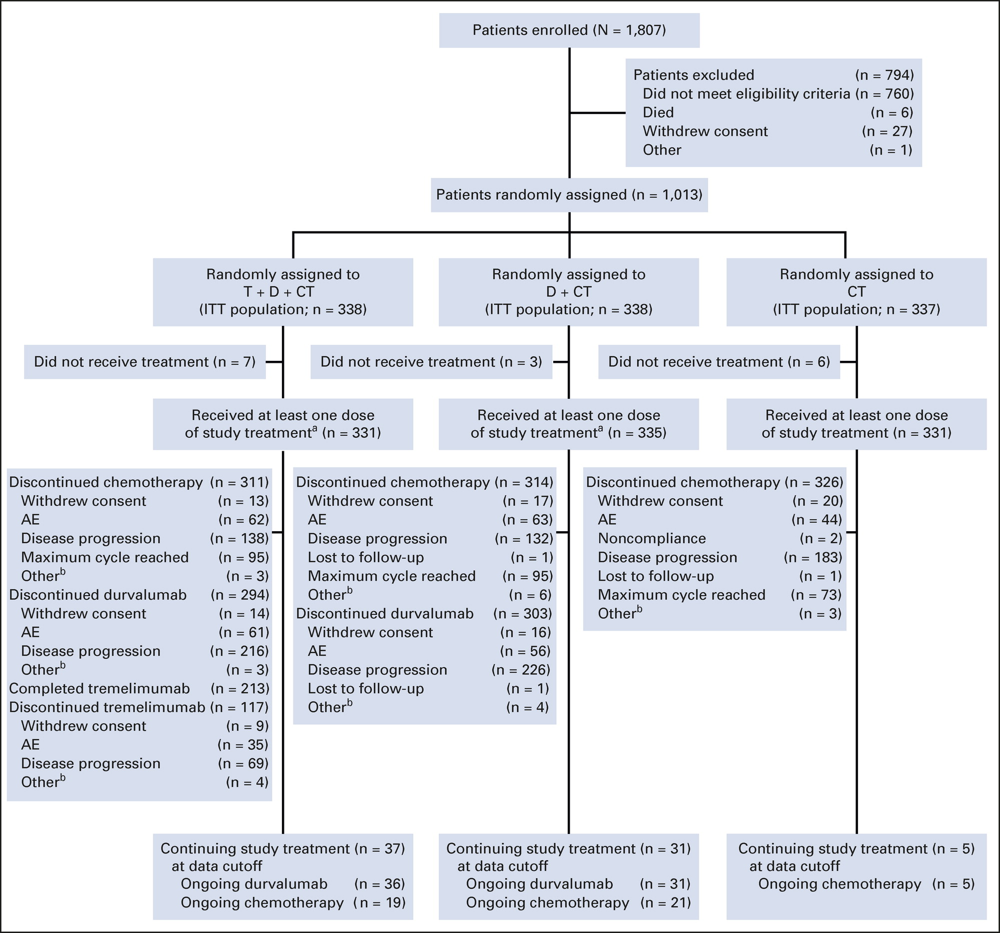 Patients enrolled (N = 1,807)
Patients excluded (n = 794)
Did not meet eligibility criteria (n = 760)
Died (n = 6)
Withdrew consent (n = 27)
Other (n = 1)
Patients randomly assigned (n = 1,013)
Randomly assigned to
T + D + CT
(ITT population; n = 338)
Randomly assigned to
D + CT
(ITT population; n = 338)
Randomly assigned to
CT
(ITT population; n = 337)
Did not receive treatment (n = 7)
Did not receive treatment (n = 3)
Did not receive treatment (n = 6)
Received at least one dose
of study treatmentᵃ (n = 331)
Received at least one dose
of study treatmentᵃ (n = 335)
Received at least one dose
of study treatment (n = 331)
Discontinued chemotherapy (n = 311)
Withdrew consent (n = 13)
AE (n = 62)
Disease progression (n = 138)
Maximum cycle reached (n = 95)
Otherᵇ (n = 3)
Discontinued durvalumab (n = 294)
Withdrew consent (n = 14)
AE (n = 61)
Disease progression (n = 216)
Otherᵇ (n = 3)
Completed tremelimumab (n = 213)
Discontinued tremelimumab (n = 117)
Withdrew consent (n = 9)
AE (n = 35)
Disease progression (n = 69)
Otherᵇ (n = 4)
Discontinued chemotherapy (n = 314)
Withdrew consent (n = 17)
AE (n = 63)
Disease progression (n = 132)
Lost to follow-up (n = 1)
Maximum cycle reached (n = 95)
Otherᵇ (n = 6)
Discontinued durvalumab (n = 303)
Withdrew consent (n = 16)
AE (n = 56)
Disease progression (n = 226)
Lost to follow-up (n = 1)
Otherᵇ (n = 4)
Discontinued chemotherapy (n = 326)
Withdrew consent (n = 20)
AE (n = 44)
Noncompliance (n = 2)
Disease progression (n = 183)
Lost to follow-up (n = 1)
Maximum cycle reached (n = 73)
Otherᵇ (n = 3)
Continuing study treatment (n = 37)
at data cutoff
Ongoing durvalumab (n = 36)
Ongoing chemotherapy (n = 19)
Continuing study treatment (n = 31)
at data cutoff
Ongoing durvalumab (n = 31)
Ongoing chemotherapy (n = 21)
Continuing study treatment (n = 5)
at data cutoff
Ongoing chemotherapy (n = 5)